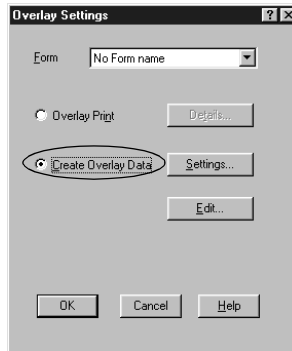 Overlay Settings
Form No Form name
Overlay Print Details...
Create Overlay Data Settings...
Edit...
OK Cancel Help